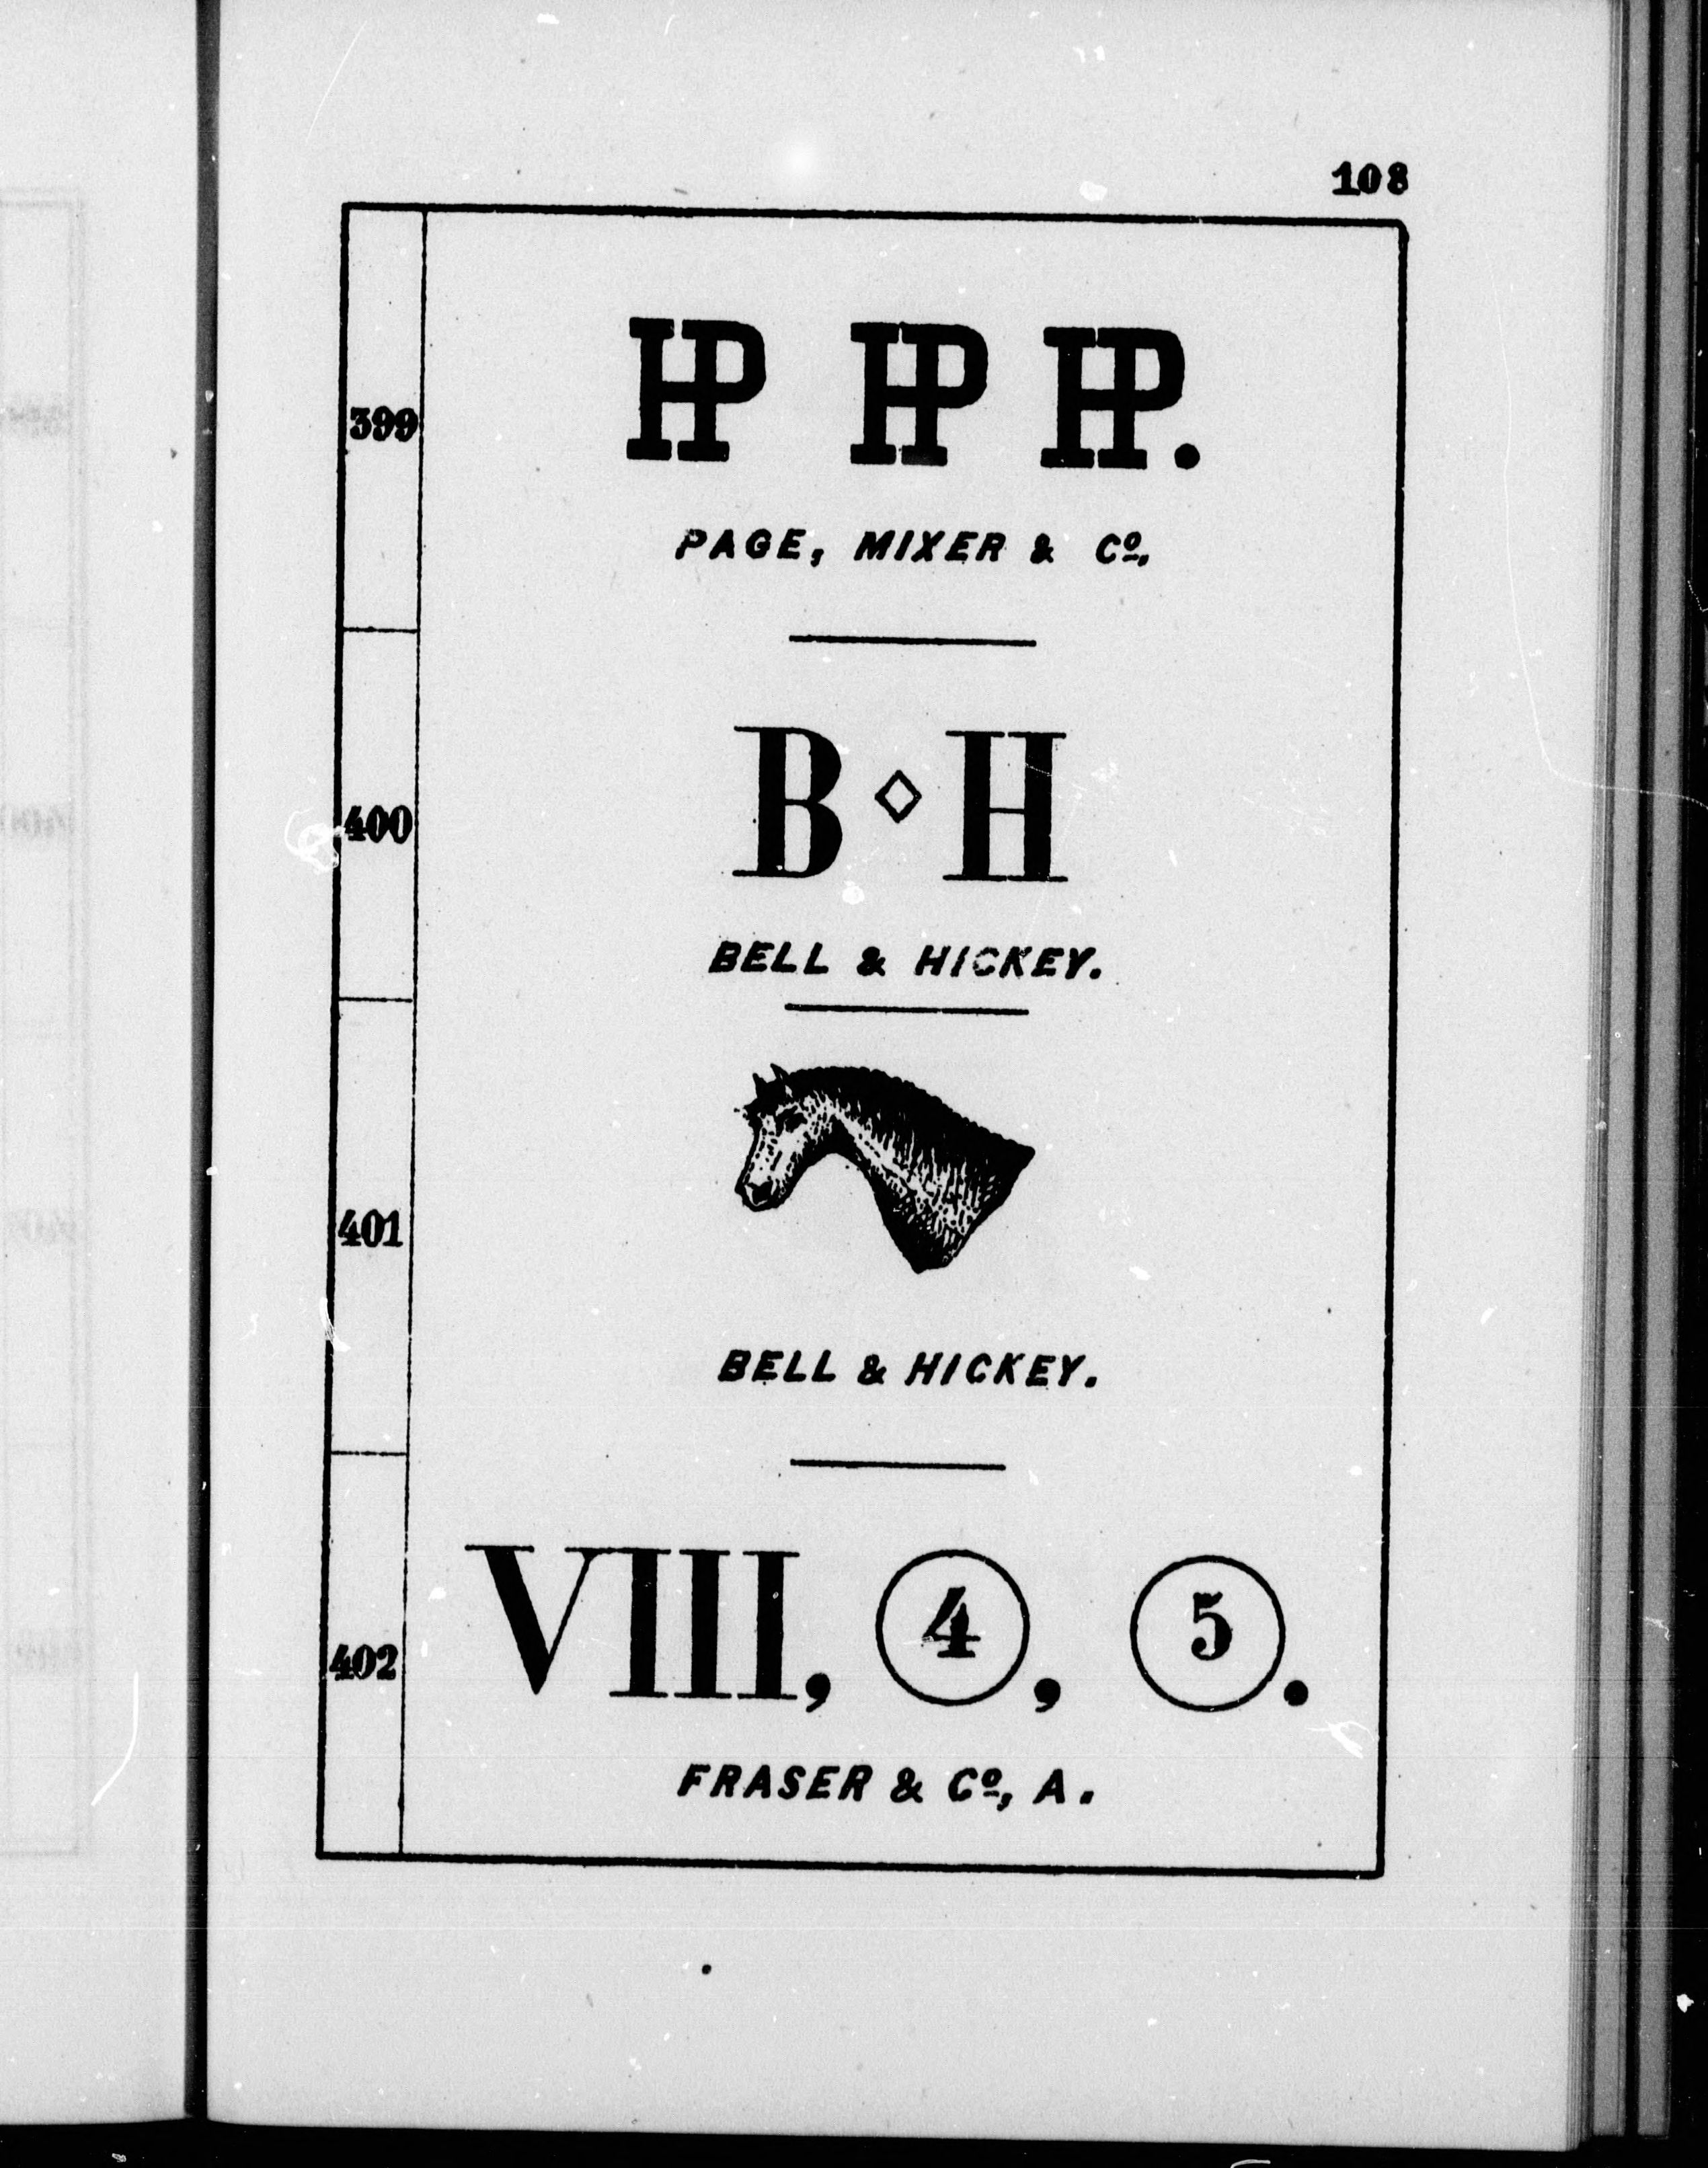 108
399
HP HP HP.
PAGE, MIXER & Cº,
400
B◇H
BELL & HICKEY.
401
BELL & HICKEY.
402
VIII, 4, 5.
FRASER & Cº, A.